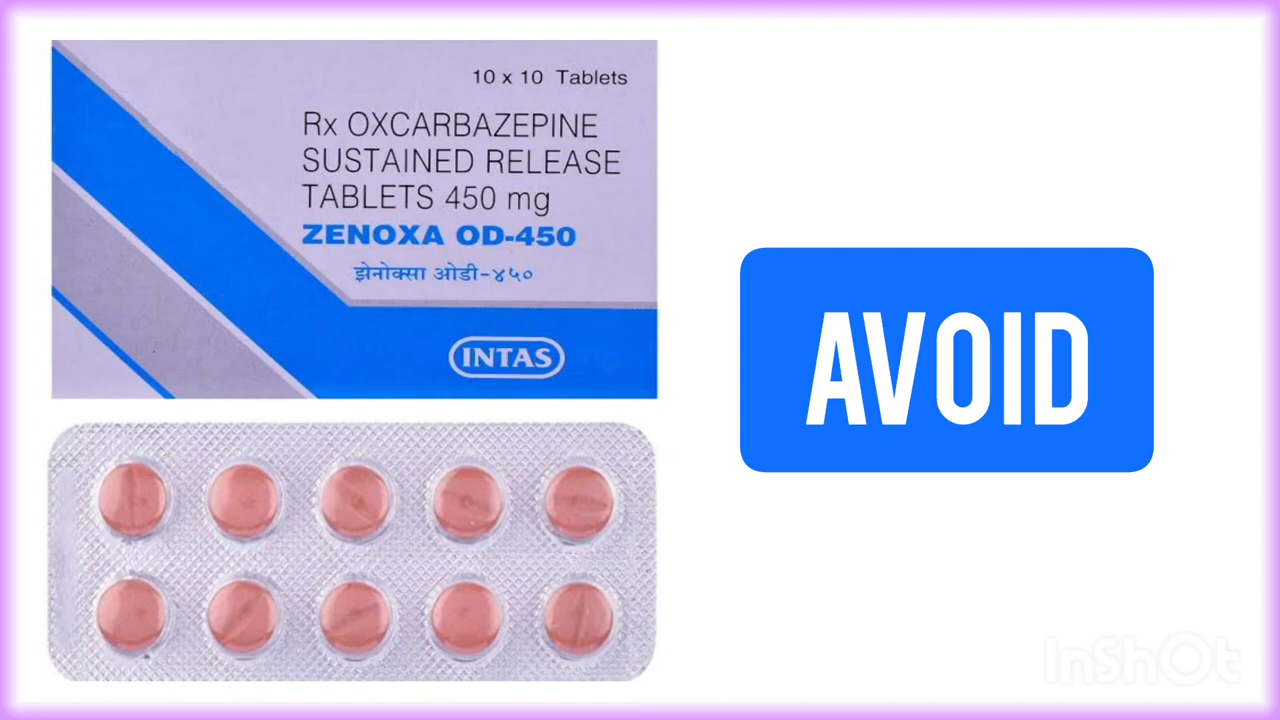 10 x 10 Tablets
Rx OXCARBAZEPINE
SUSTAINED RELEASE
TABLETS 450 mg
ZENOXA OD-450
झेनोक्सा ओडी-४५०
INTAS
AVOID
InShOt